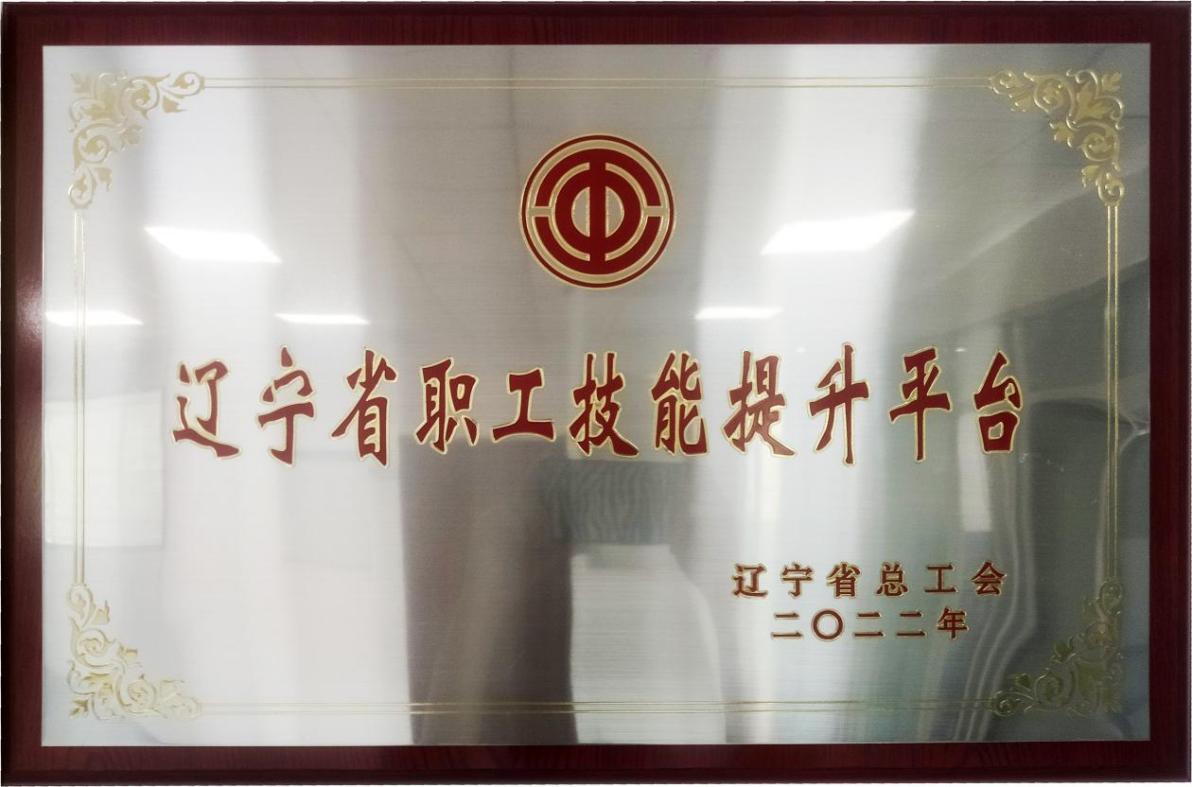 辽宁省职工技能提升平台
辽宁省总工会
二〇二二年